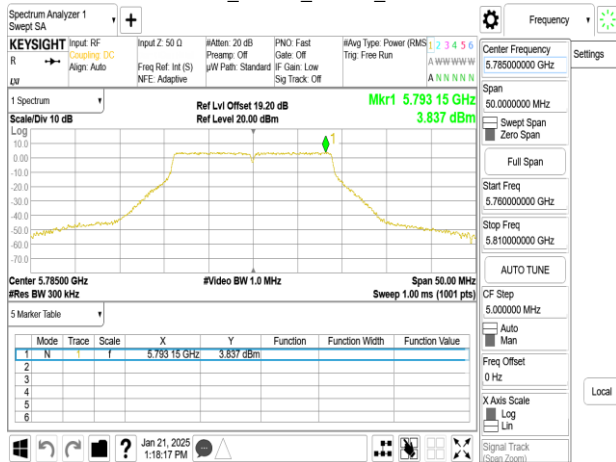 Spectrum Analyzer 1
Swept SA
+
Frequency
KEYSIGHT
R
LXI
Input: RF
Coupling: DC
Align: Auto
Input Z: 50 Ω
Freq Ref: Int (S)
NFE: Adaptive
#Atten: 20 dB
Preamp: Off
µW Path: Standard
PNO: Fast
Gate: Off
IF Gain: Low
Sig Track: Off
#Avg Type: Power (RMS
Trig: Free Run
1 2 3 4 5 6
A W W W W W
A N N N N N
1 Spectrum
Scale/Div 10 dB
Ref Lvl Offset 19.20 dB
Ref Level 20.00 dBm
Mkr1 5.793 15 GHz
3.837 dBm
Log
1
10.0
0.00
-10.0
-20.0
-30.0
-40.0
-50.0
-60.0
-70.0
Center 5.78500 GHz
#Res BW 300 kHz
#Video BW 1.0 MHz
Span 50.00 MHz
Sweep 1.00 ms (1001 pts)
5 Marker Table
Mode Trace Scale X Y Function Function Width Function Value
1 N 1 f 5.793 15 GHz 3.837 dBm
2
3
4
5
6
Jan 21, 2025
1:18:17 PM
?
Center Frequency
5.785000000 GHz
Settings
Span
50.0000000 MHz
Swept Span
Zero Span
Full Span
Start Freq
5.760000000 GHz
Stop Freq
5.810000000 GHz
AUTO TUNE
CF Step
5.000000 MHz
Auto
Man
Freq Offset
0 Hz
X Axis Scale
Log
Lin
Local
Signal Track
(Span Zoom)